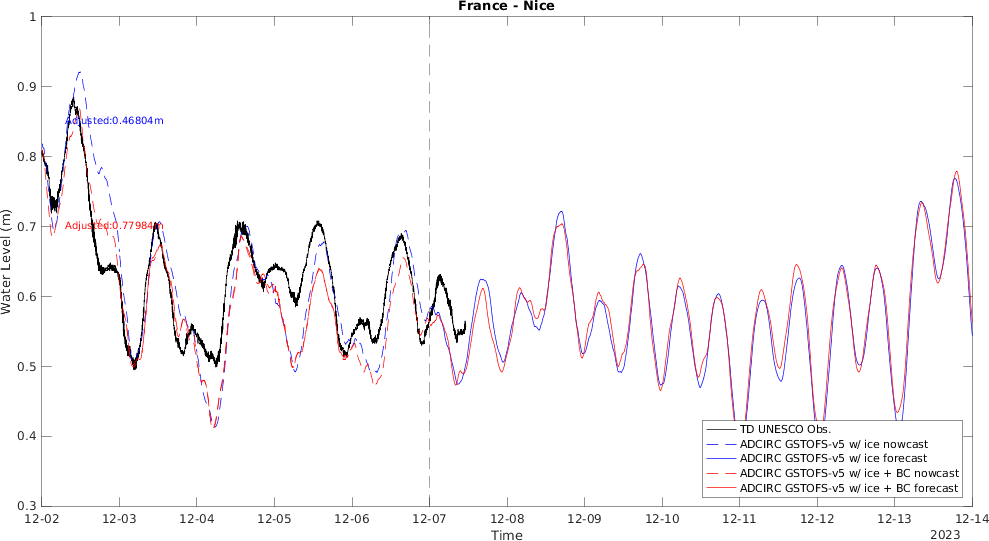 France - Nice
1
0.9
0.8
0.7
0.6
0.5
0.4
0.3
Water Level (m)
Adjusted:0.46804m
Adjusted:0.77984m
TD UNESCO Obs.
ADCIRC GSTOFS-v5 w/ ice nowcast
ADCIRC GSTOFS-v5 w/ ice forecast
ADCIRC GSTOFS-v5 w/ ice + BC nowcast
ADCIRC GSTOFS-v5 w/ ice + BC forecast
12-02 12-03 12-04 12-05 12-06 12-07 12-08 12-09 12-10 12-11 12-12 12-13 12-14
Time
2023